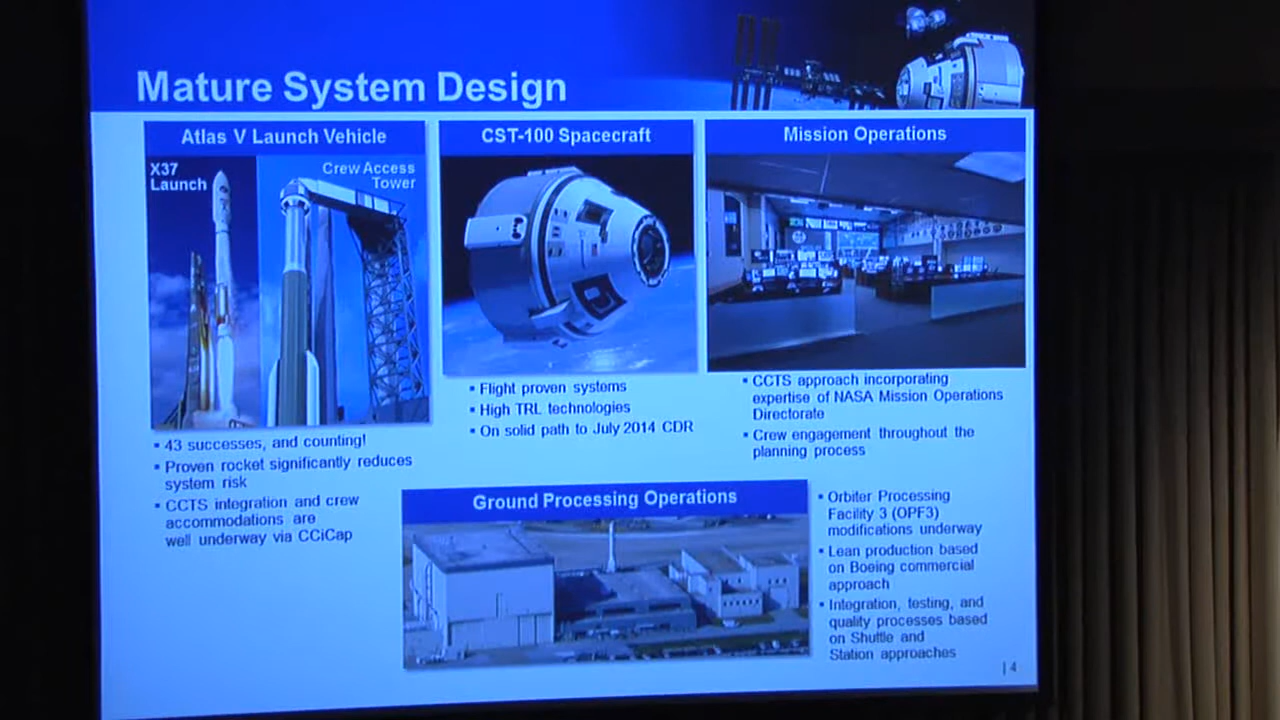 Mature System Design
Atlas V Launch Vehicle
X37
Launch
Crew Access
Tower
▪ 43 successes, and counting!
▪ Proven rocket significantly reduces
system risk
▪ CCTS integration and crew
accommodations are
well underway via CCiCap
CST-100 Spacecraft
▪ Flight proven systems
▪ High TRL technologies
▪ On solid path to July 2014 CDR
Mission Operations
▪ CCTS approach incorporating
expertise of NASA Mission Operations
Directorate
▪ Crew engagement throughout the
planning process
Ground Processing Operations
▪ Orbiter Processing
Facility 3 (OPF3)
modifications underway
▪ Lean production based
on Boeing commercial
approach
▪ Integration, testing, and
quality processes based
on Shuttle and
Station approaches
| 4